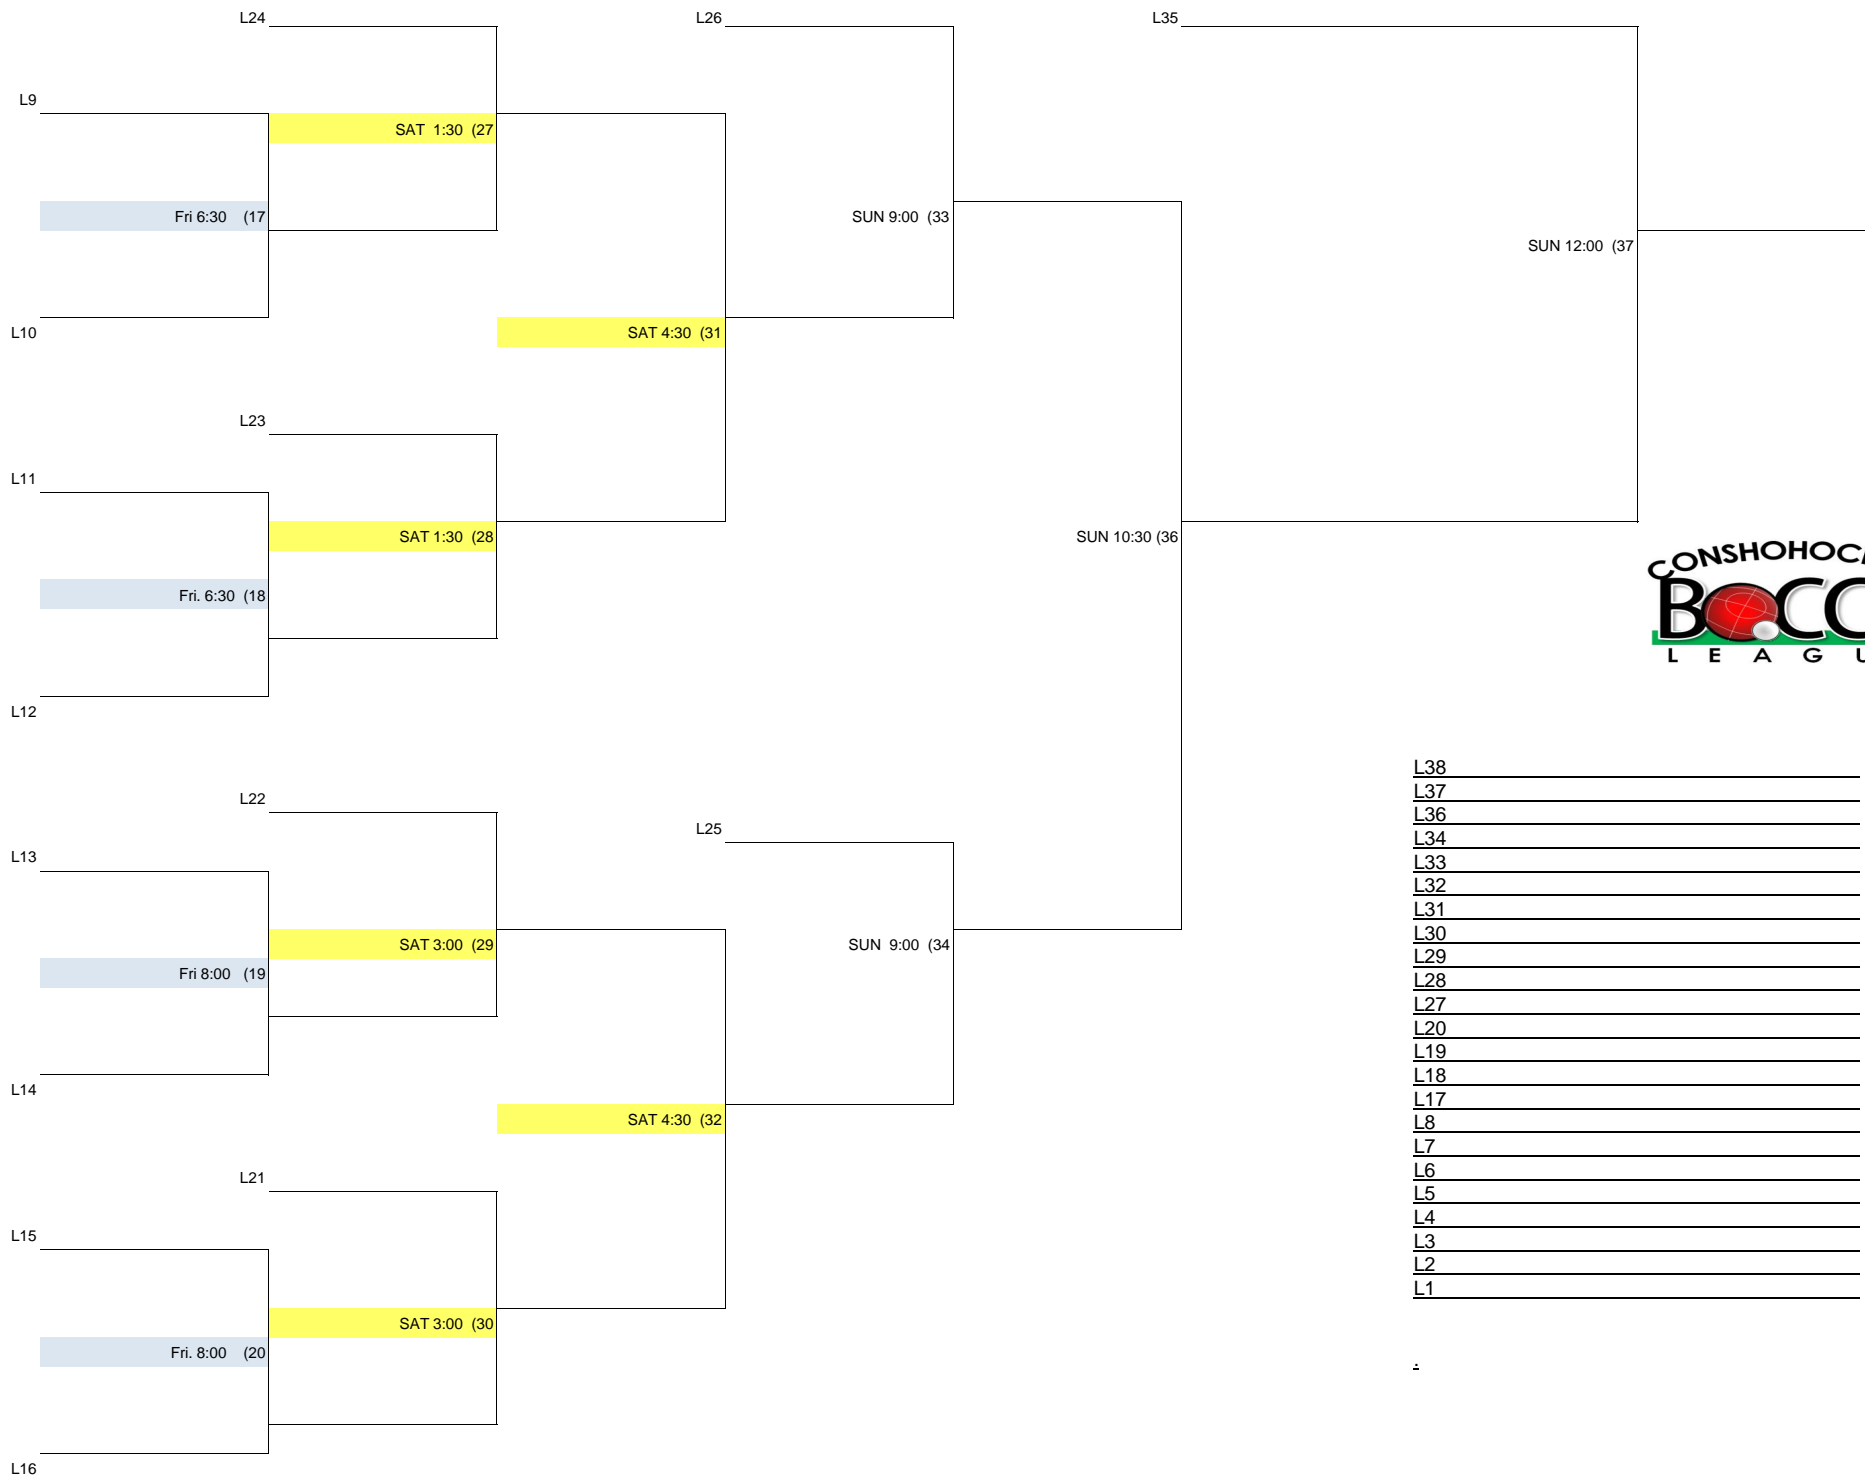 L24
L26
L35
L9
SAT 1:30 (27
Fri 6:30 (17
SUN 9:00 (33
SUN 12:00 (37
L10
SAT 4:30 (31
L23
L11
SAT 1:30 (28
SUN 10:30 (36
CONSHOHOC
BOCC
LEAGU
Fri. 6:30 (18
L12
L22
L25
L13
SAT 3:00 (29
SUN 9:00 (34
Fri 8:00 (19
L14
SAT 4:30 (32
L21
L15
SAT 3:00 (30
Fri. 8:00 (20
L16
L38
L37
L36
L34
L33
L32
L31
L30
L29
L28
L27
L20
L19
L18
L17
L8
L7
L6
L5
L4
L3
L2
L1
.